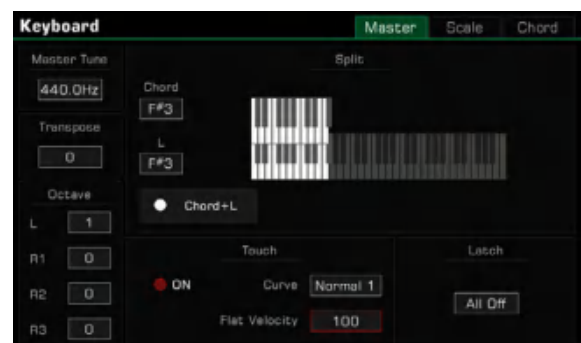 Keyboard
Master Scale Chord
Master Tune
440.0Hz
Transpose
0
Octave
L 1
R1 0
R2 0
R3 0
Split
Chord
F#3
L
F#3
Chord+L
Touch
ON
Curve Normal 1
Flat Velocity 100
Latch
All Off